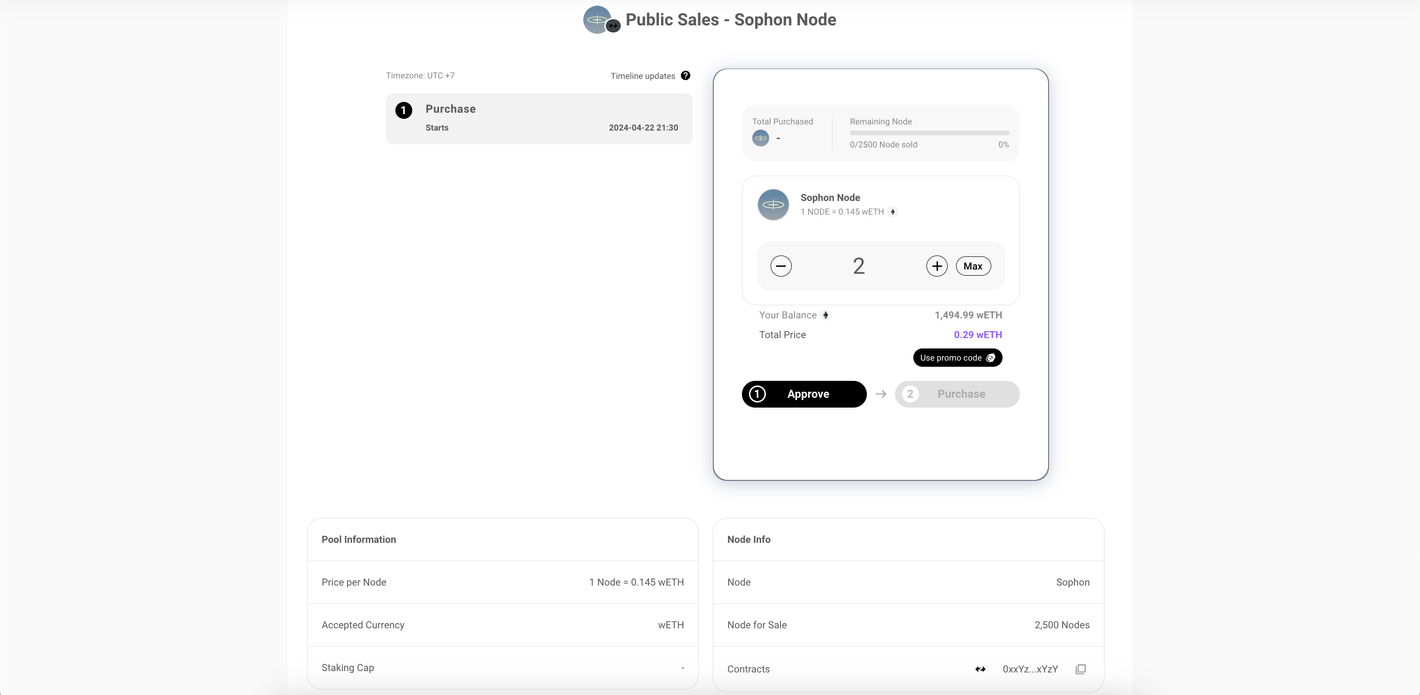 Public Sales - Sophon Node
Timezone: UTC +7
Timeline updates ?
1 Purchase
Starts 2024-04-22 21:30
Total Purchased
-
Remaining Node
0/2500 Node sold 0%
Sophon Node
1 NODE = 0.145 wETH
2
Max
Your Balance 1,494.99 wETH
Total Price 0.29 wETH
Use promo code
1 Approve
2 Purchase
Pool Information
Price per Node 1 Node = 0.145 wETH
Accepted Currency wETH
Staking Cap -
Node Info
Node Sophon
Node for Sale 2,500 Nodes
Contracts 0xxYz...xYzY